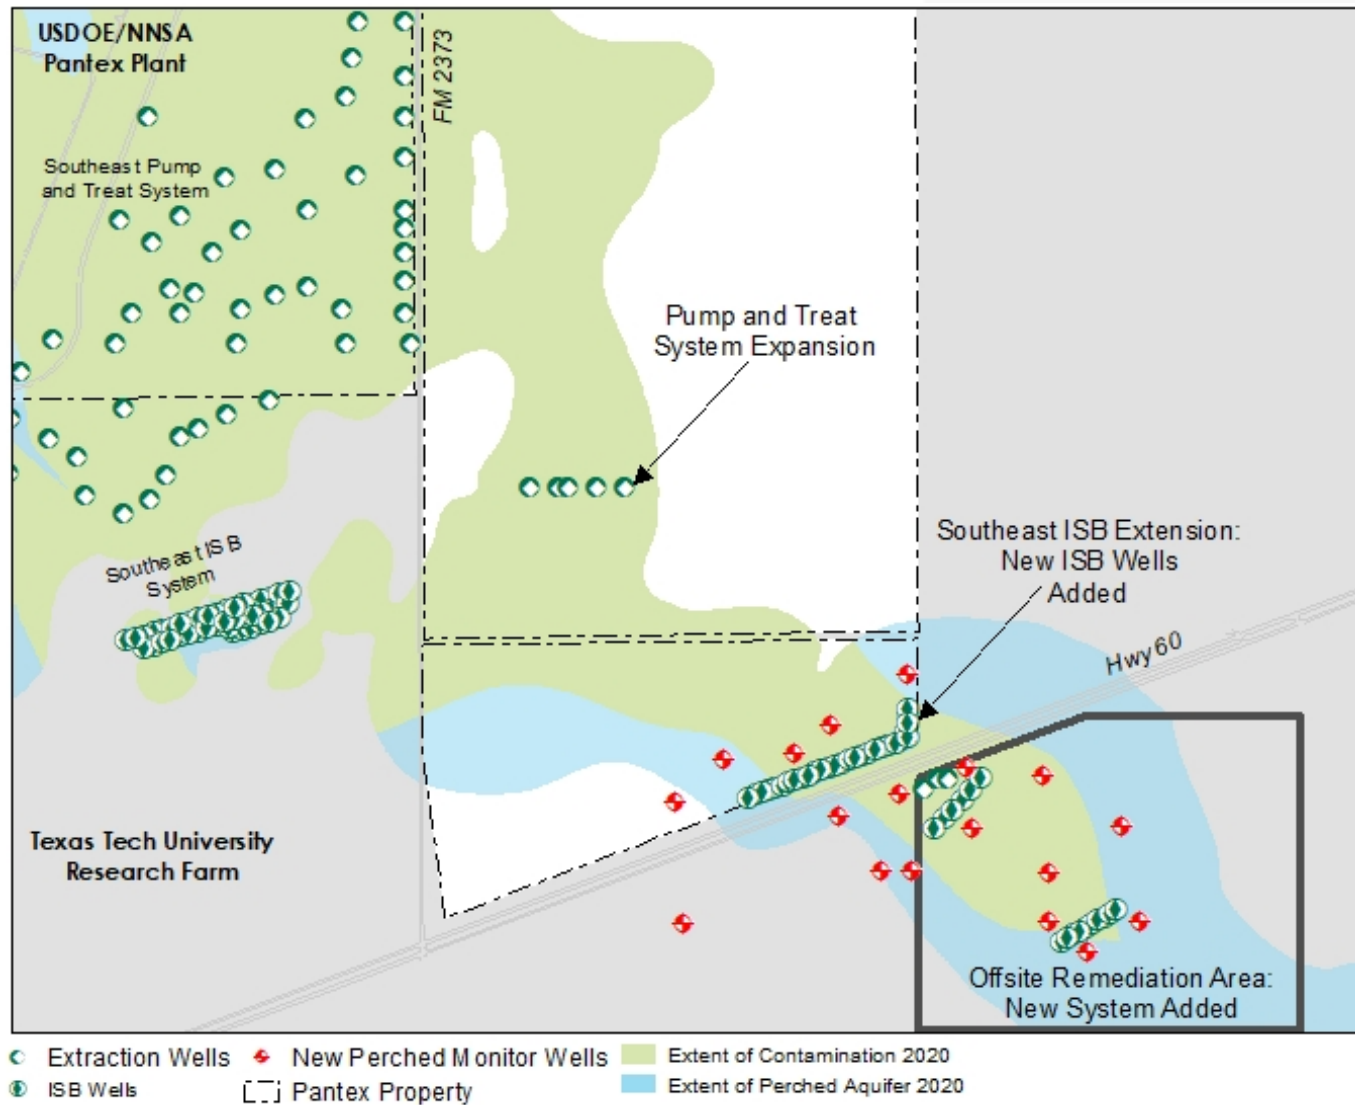 USDOE/NNSA
Pantex Plant
FM 2373
Southeast Pump
and Treat System
Pump and Treat
System Expansion
Southeast ISB
System
Southeast ISB Extension:
New ISB Wells
Added
Hwy 60
Texas Tech University
Research Farm
Offsite Remediation Area:
New System Added
Extraction Wells
New Perched Monitor Wells
Extent of Contamination 2020
ISB Wells
Pantex Property
Extent of Perched Aquifer 2020